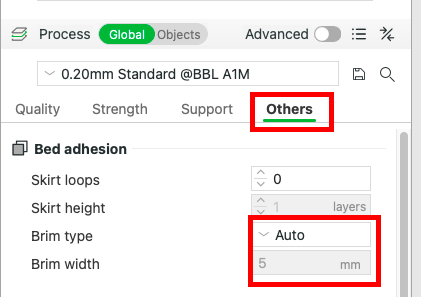 Process Global Objects Advanced
0.20mm Standard @BBL A1M
Quality Strength Support Others
Bed adhesion
Skirt loops 0
Skirt height 1 layers
Brim type Auto
Brim width 5 mm